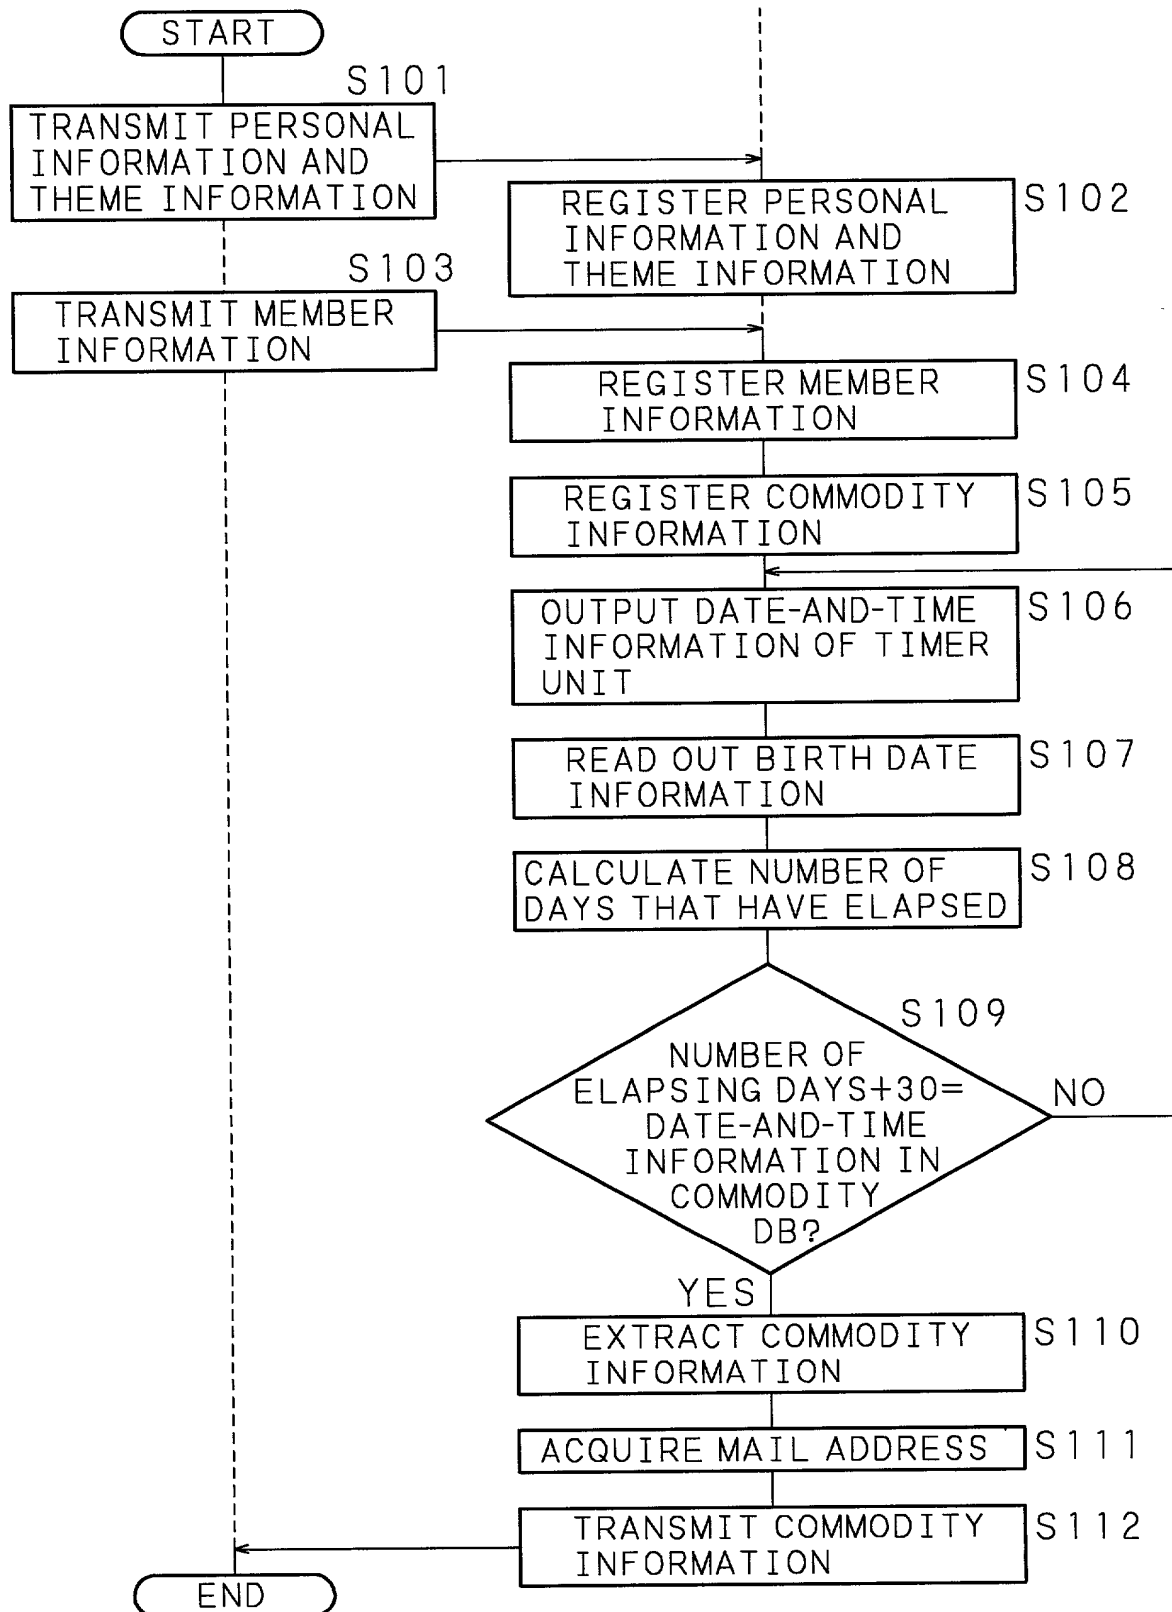 START
S101
TRANSMIT PERSONAL
INFORMATION AND
THEME INFORMATION
S102
REGISTER PERSONAL
INFORMATION AND
THEME INFORMATION
S103
TRANSMIT MEMBER
INFORMATION
S104
REGISTER MEMBER
INFORMATION
S105
REGISTER COMMODITY
INFORMATION
S106
OUTPUT DATE-AND-TIME
INFORMATION OF TIMER
UNIT
S107
READ OUT BIRTH DATE
INFORMATION
S108
CALCULATE NUMBER OF
DAYS THAT HAVE ELAPSED
S109
NUMBER OF
ELAPSING DAYS+30=
DATE-AND-TIME
INFORMATION IN
COMMODITY
DB?
NO
YES
S110
EXTRACT COMMODITY
INFORMATION
S111
ACQUIRE MAIL ADDRESS
S112
TRANSMIT COMMODITY
INFORMATION
END